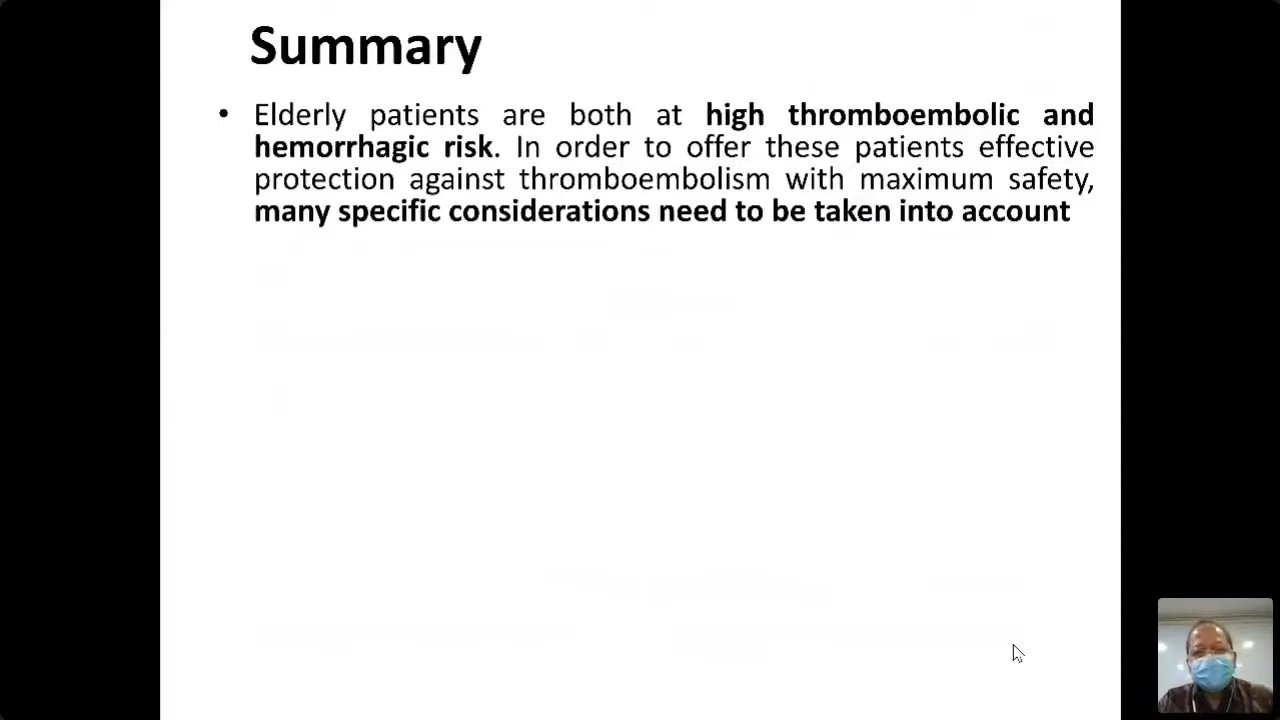 Summary
• Elderly patients are both at high thromboembolic and
hemorrhagic risk. In order to offer these patients effective
protection against thromboembolism with maximum safety,
many specific considerations need to be taken into account